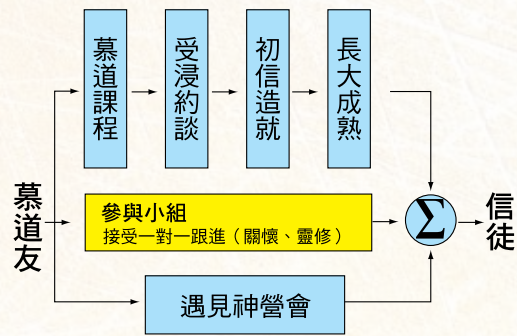 慕道課程
受浸約談
初信造就
長大成熟
慕道友
參與小組
接受一對一跟進（關懷、靈修）
Σ
信徒
遇見神營會